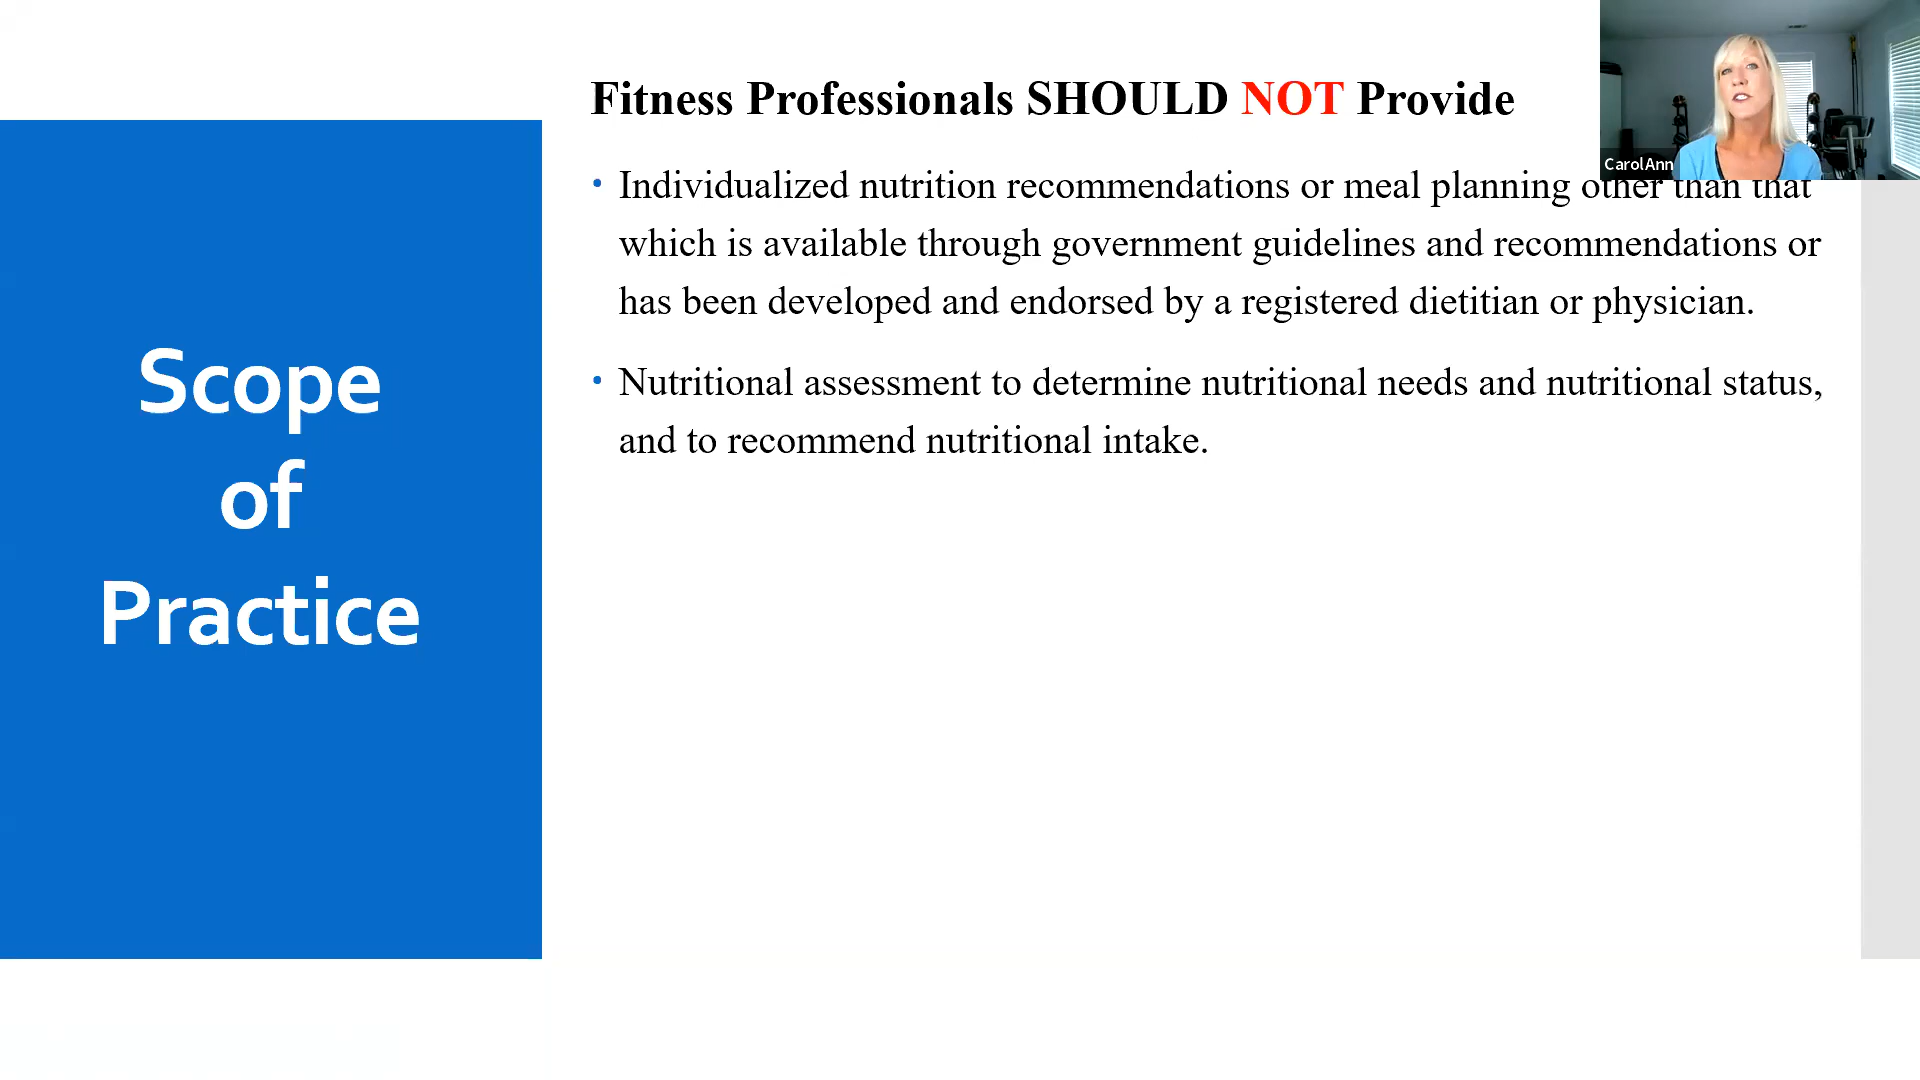 Fitness Professionals SHOULD NOT Provide
CarolAnn
• Individualized nutrition recommendations or meal planning other than that
which is available through government guidelines and recommendations or
has been developed and endorsed by a registered dietitian or physician.
• Nutritional assessment to determine nutritional needs and nutritional status,
and to recommend nutritional intake.
Scope
of
Practice